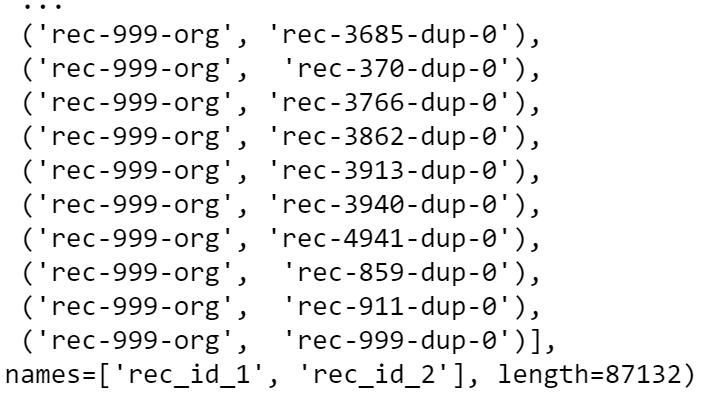 ...
('rec-999-org', 'rec-3685-dup-0'),
('rec-999-org', 'rec-370-dup-0'),
('rec-999-org', 'rec-3766-dup-0'),
('rec-999-org', 'rec-3862-dup-0'),
('rec-999-org', 'rec-3913-dup-0'),
('rec-999-org', 'rec-3940-dup-0'),
('rec-999-org', 'rec-4941-dup-0'),
('rec-999-org', 'rec-859-dup-0'),
('rec-999-org', 'rec-911-dup-0'),
('rec-999-org', 'rec-999-dup-0')],
names=['rec_id_1', 'rec_id_2'], length=87132)